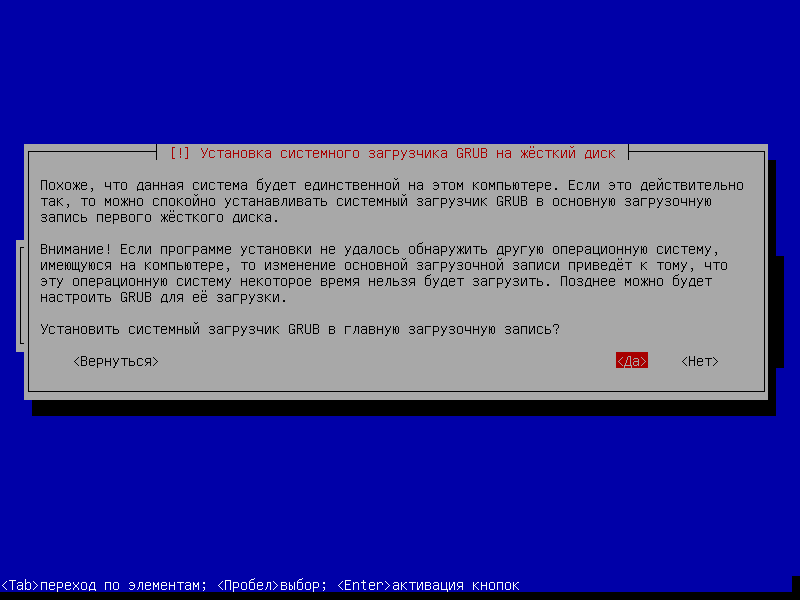 [!] Установка системного загрузчика GRUB на жёсткий диск
Похоже, что данная система будет единственной на этом компьютере. Если это действительно
так, то можно спокойно устанавливать системный загрузчик GRUB в основную загрузочную
запись первого жёсткого диска.
Внимание! Если программе установки не удалось обнаружить другую операционную систему,
имеющуюся на компьютере, то изменение основной загрузочной записи приведёт к тому, что
эту операционную систему некоторое время нельзя будет загрузить. Позднее можно будет
настроить GRUB для её загрузки.
Установить системный загрузчик GRUB в главную загрузочную запись?
<Вернуться> <Да> <Нет>
<Tab>переход по элементам; <Пробел>выбор; <Enter>активация кнопок